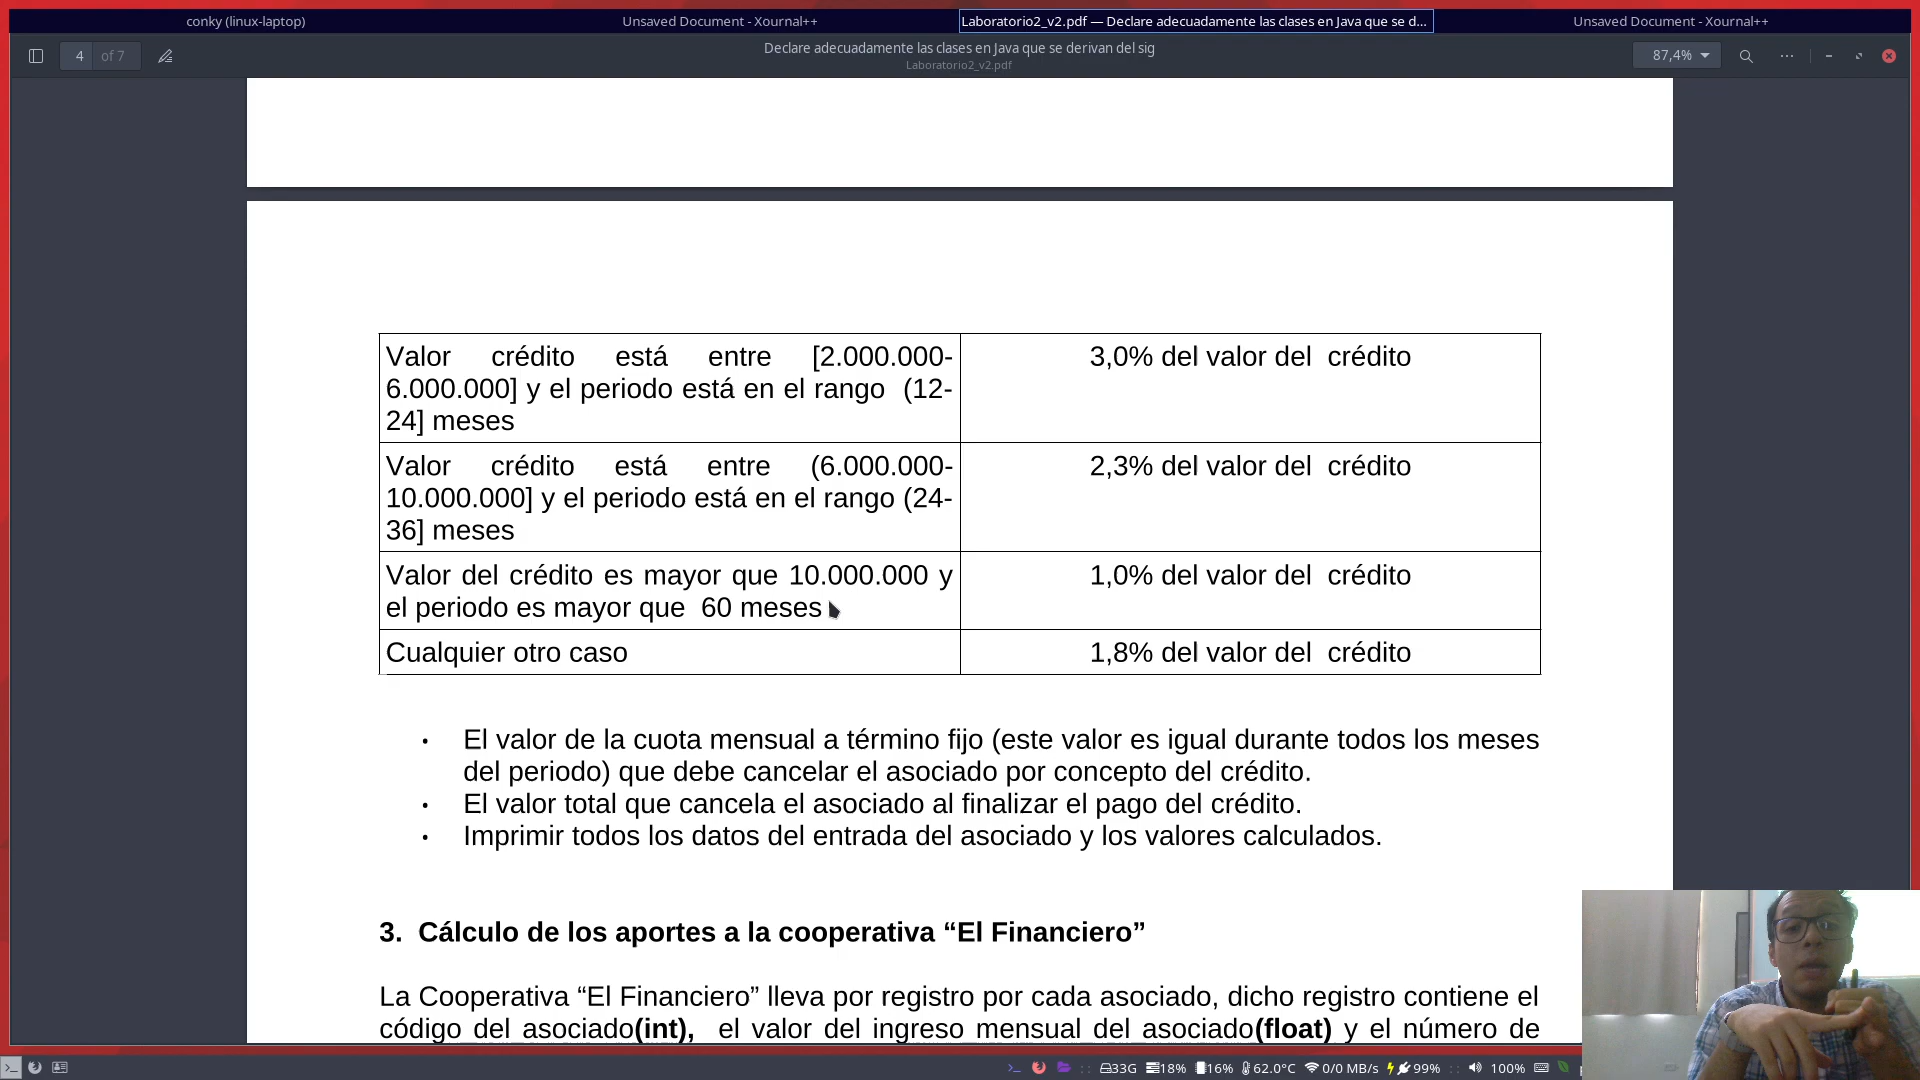 conky (linux-laptop)
Unsaved Document - Xournal++
Laboratorio2_v2.pdf — Declare adecuadamente las clases en Java que se d...
Unsaved Document - Xournal++
4 of 7
Declare adecuadamente las clases en Java que se derivan del sig
Laboratorio2_v2.pdf
87,4%
Valor crédito está entre [2.000.000-
6.000.000] y el periodo está en el rango (12-
24] meses
3,0% del valor del crédito
Valor crédito está entre (6.000.000-
10.000.000] y el periodo está en el rango (24-
36] meses
2,3% del valor del crédito
Valor del crédito es mayor que 10.000.000 y
el periodo es mayor que 60 meses
1,0% del valor del crédito
Cualquier otro caso
1,8% del valor del crédito
• El valor de la cuota mensual a término fijo (este valor es igual durante todos los meses
del periodo) que debe cancelar el asociado por concepto del crédito.
• El valor total que cancela el asociado al finalizar el pago del crédito.
• Imprimir todos los datos del entrada del asociado y los valores calculados.
3. Cálculo de los aportes a la cooperativa “El Financiero”
La Cooperativa “El Financiero” lleva por registro por cada asociado, dicho registro contiene el
código del asociado(int), el valor del ingreso mensual del asociado(float) y el número de
33G 18% 16% 62.0°C 0/0 MB/s 99% 100%